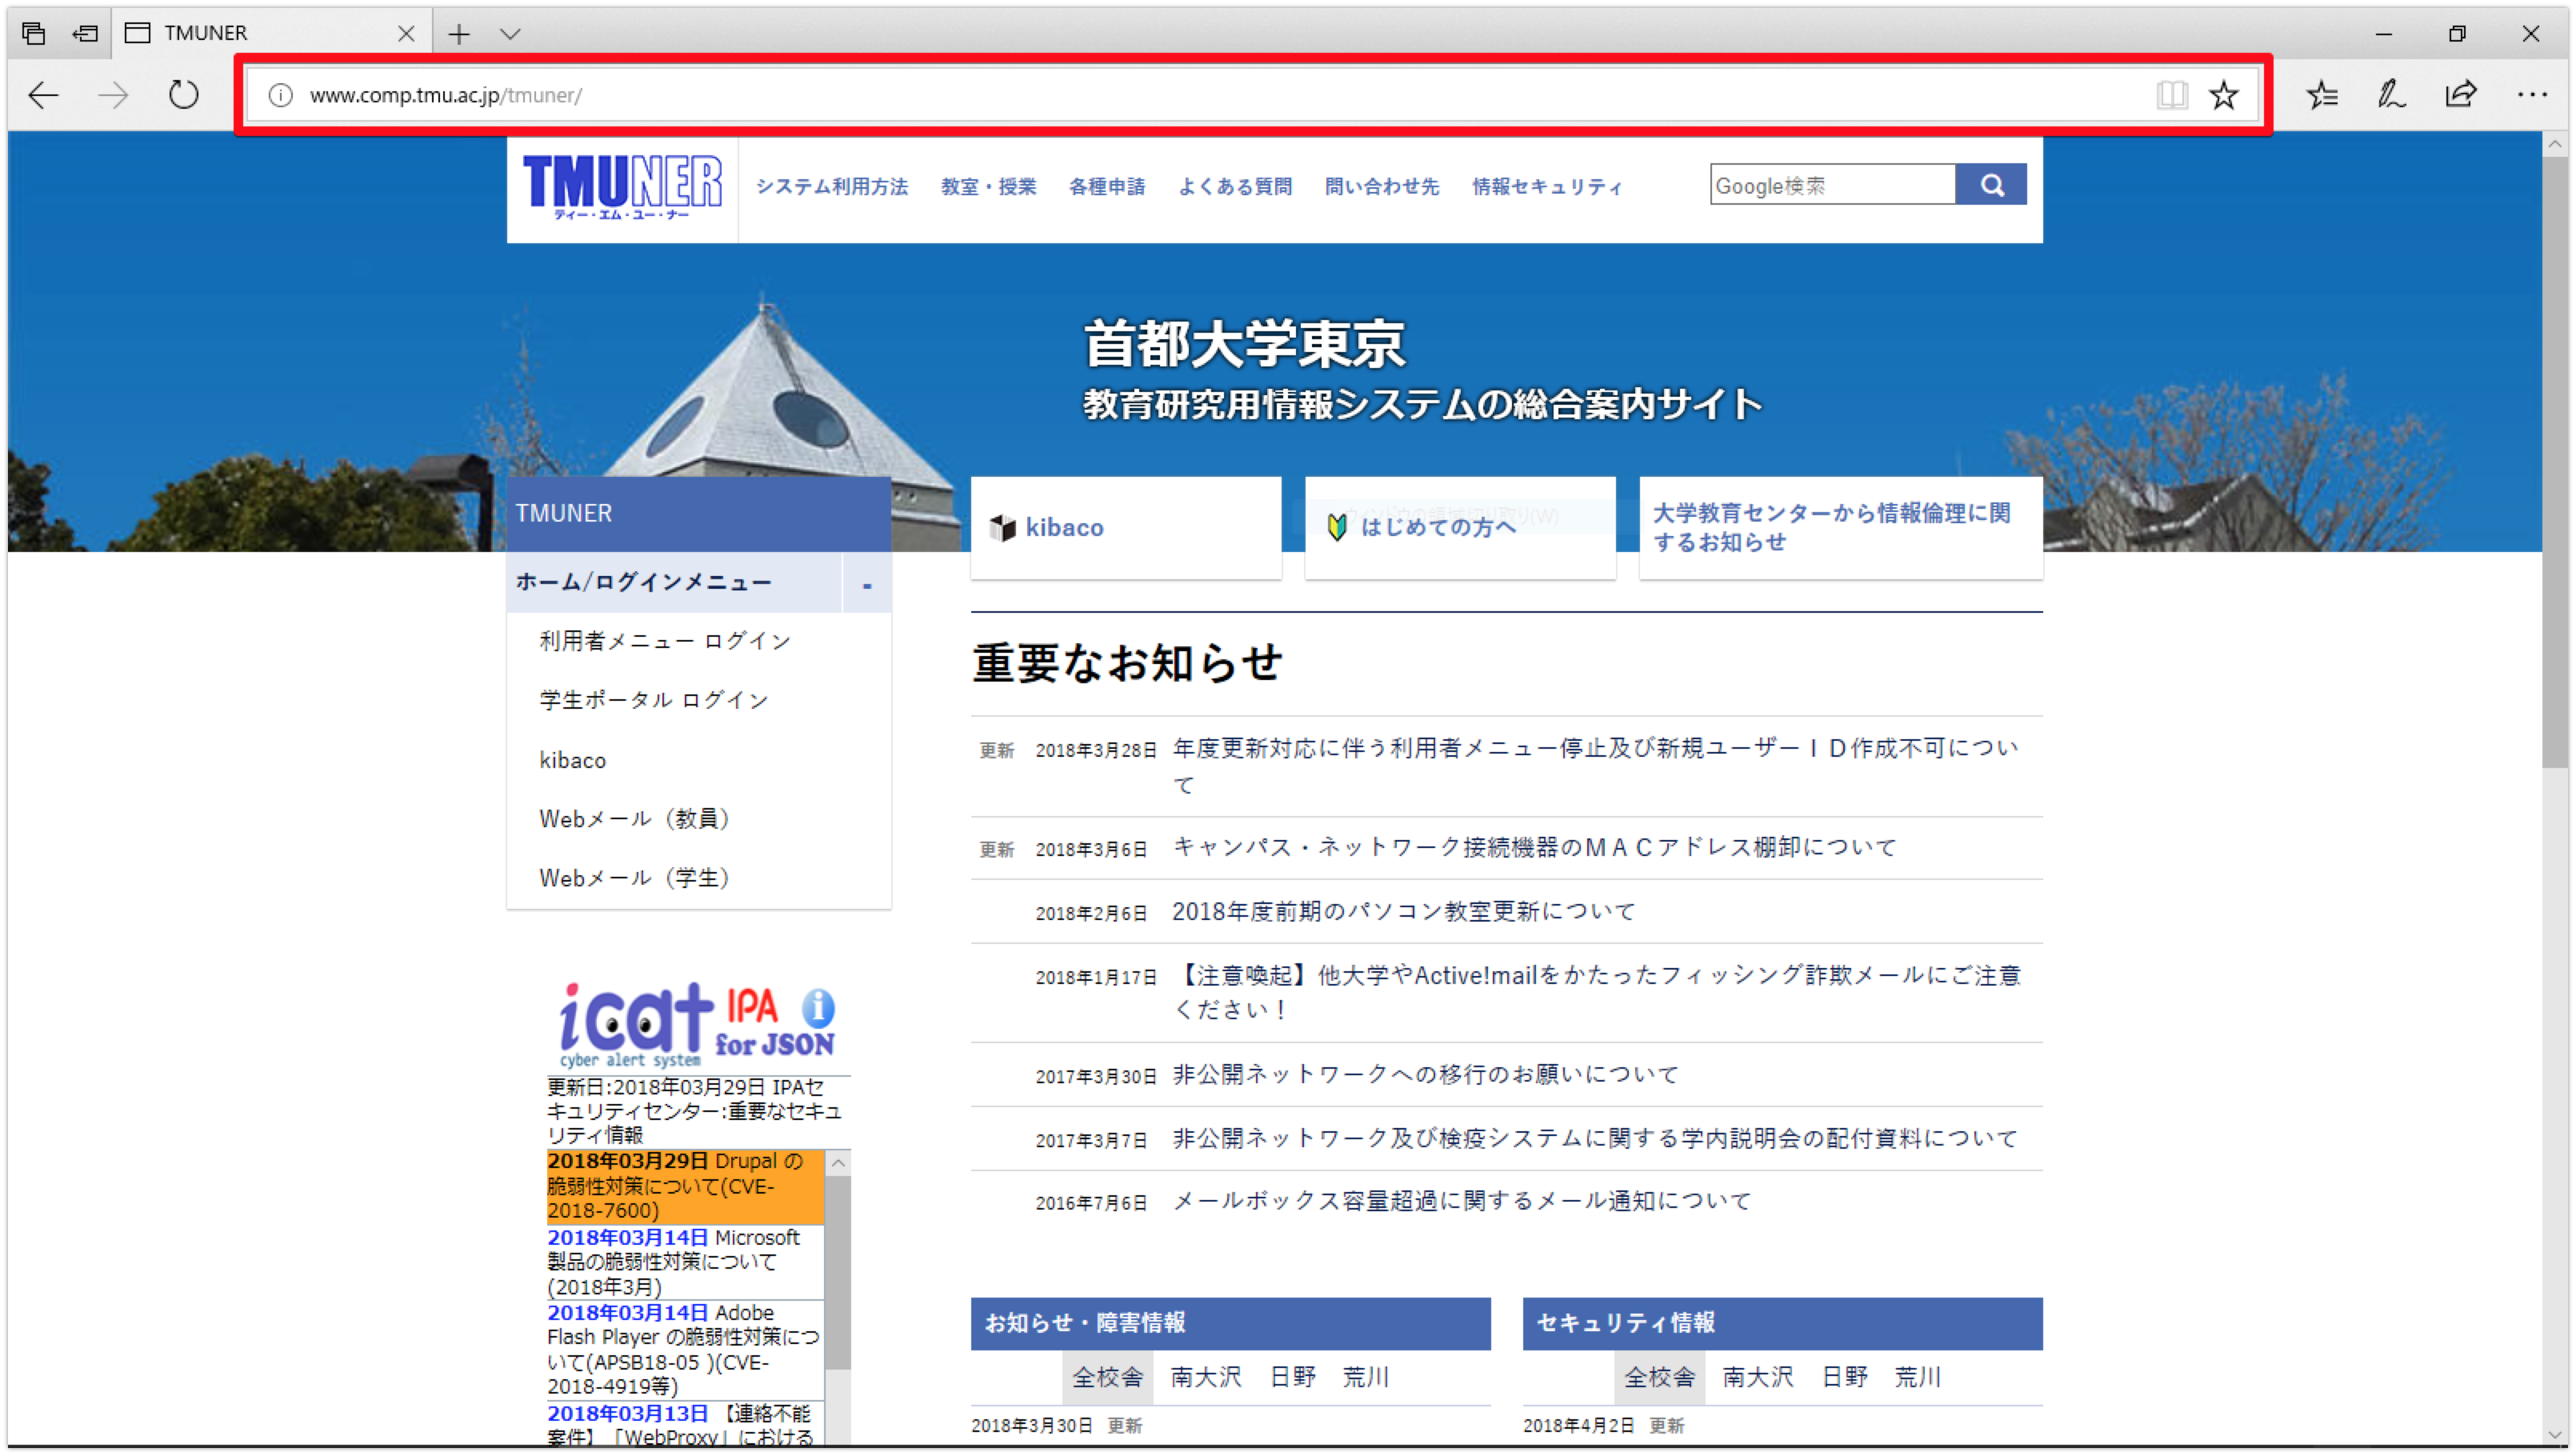 TMUNER
www.comp.tmu.ac.jp/tmuner/
TMUNER
ティー・エム・ユー・ナー
システム利用方法 教室・授業 各種申請 よくある質問 問い合わせ先 情報セキュリティ
Google検索
首都大学東京
教育研究用情報システムの総合案内サイト
TMUNER
ホーム/ログインメニュー -
利用者メニュー ログイン
学生ポータル ログイン
kibaco
Webメール（教員）
Webメール（学生）
icat IPA
for JSON
cyber alert system
更新日:2018年03月29日 IPAセ
キュリティセンター:重要なセキュ
リティ情報
2018年03月29日 Drupal の
脆弱性対策について(CVE-
2018-7600)
2018年03月14日 Microsoft
製品の脆弱性対策について
(2018年3月)
2018年03月14日 Adobe
Flash Player の脆弱性対策につ
いて(APSB18-05 )(CVE-
2018-4919等)
2018年03月13日 【連絡不能
案件】「WebProxy」における
kibaco
はじめての方へ
ウィンドウの領域切り取り(W)
大学教育センターから情報倫理に関
するお知らせ
重要なお知らせ
更新 2018年3月28日 年度更新対応に伴う利用者メニュー停止及び新規ユーザーＩＤ作成不可につい
て
更新 2018年3月6日 キャンパス・ネットワーク接続機器のＭＡＣアドレス棚卸について
2018年2月6日 2018年度前期のパソコン教室更新について
2018年1月17日 【注意喚起】他大学やActive!mailをかたったフィッシング詐欺メールにご注意
ください！
2017年3月30日 非公開ネットワークへの移行のお願いについて
2017年3月7日 非公開ネットワーク及び検疫システムに関する学内説明会の配付資料について
2016年7月6日 メールボックス容量超過に関するメール通知について
お知らせ・障害情報
全校舎 南大沢 日野 荒川
2018年3月30日 更新
セキュリティ情報
全校舎 南大沢 日野 荒川
2018年4月2日 更新